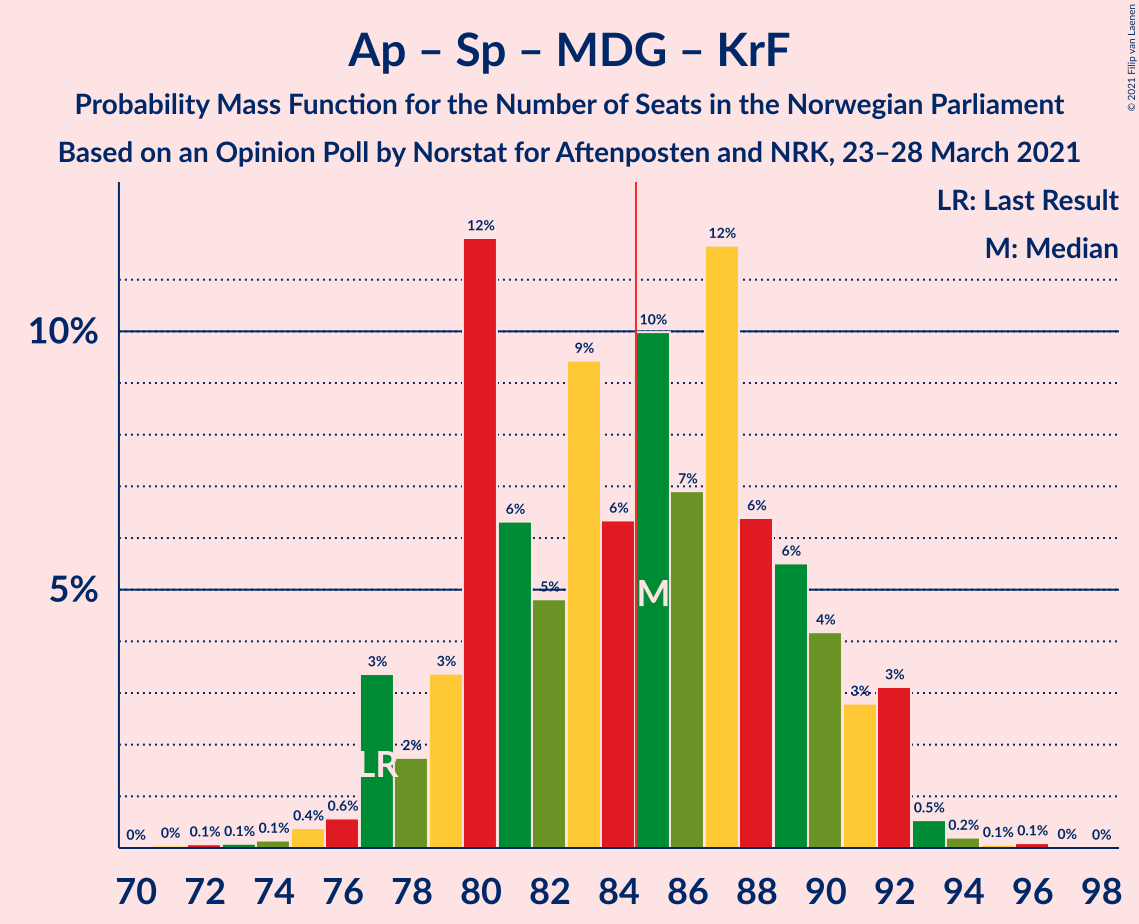 Ap – Sp – MDG – KrF
Probability Mass Function for the Number of Seats in the Norwegian Parliament
Based on an Opinion Poll by Norstat for Aftenposten and NRK, 23–28 March 2021
© 2021 Filip van Laenen
LR: Last Result
M: Median
10%
5%
0% 0% 0.1% 0.1% 0.1% 0.4% 0.6% 3% 2% 3% 12% 6% 5% 9% 6% 10% 7% 12% 6% 6% 4% 3% 3% 0.5% 0.2% 0.1% 0.1% 0% 0%
LR M
70 72 74 76 78 80 82 84 86 88 90 92 94 96 98